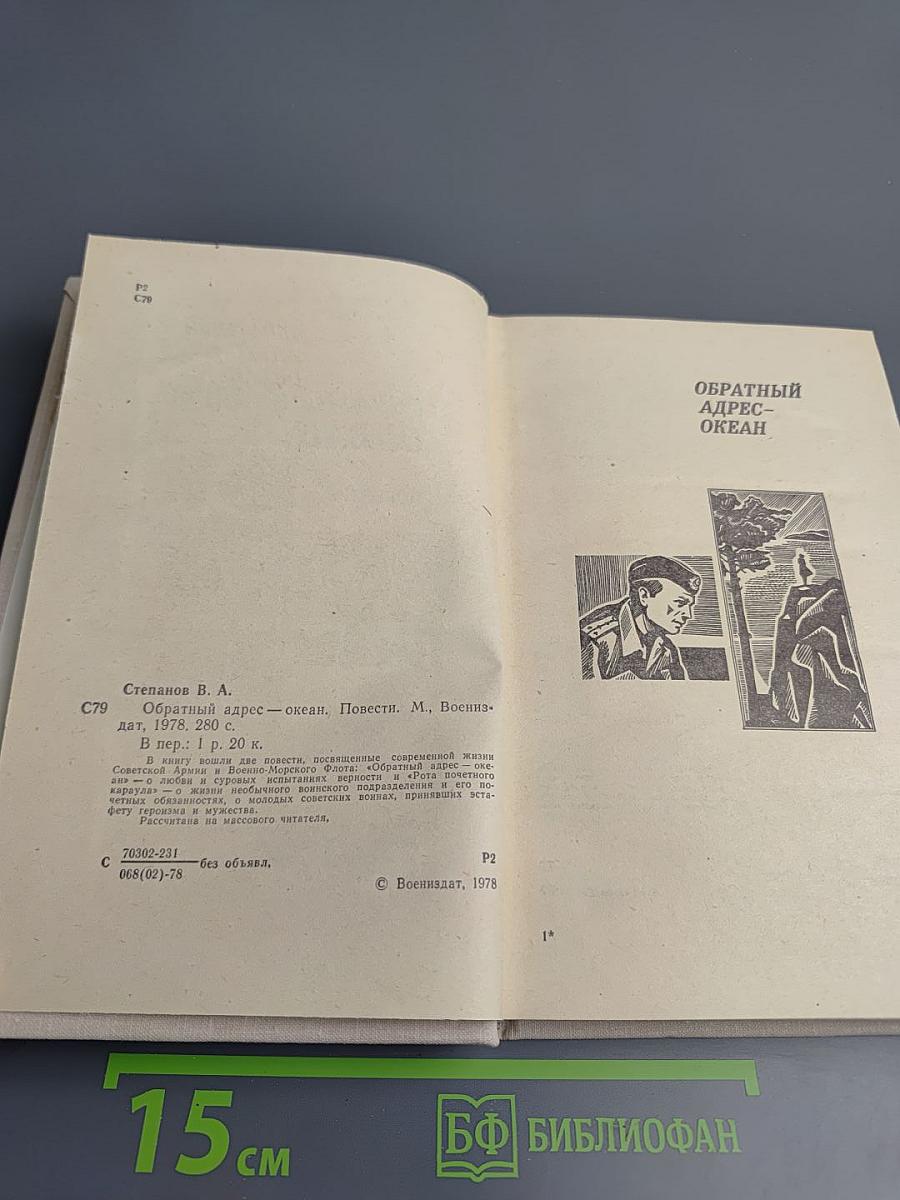 Р2
С79
Степанов В. А.
С79 Обратный адрес — океан. Повести. М., Воениз-
дат, 1978. 280 с.
В пер.: 1 р. 20 к.
В книгу вошли две повести, посвященные современной жизни
Советской Армии и Военно-Морского Флота: «Обратный адрес — оке-
ан» — о любви и суровых испытаниях верности и «Рота почетного
караула» — о жизни необычного воинского подразделения и его по-
четных обязанностях, о молодых советских воинах, принявших эста-
фету героизма и мужества.
Рассчитана на массового читателя,
С 70302-231
068(02)-78 без объявл,
Р2
© Воениздат, 1978
ОБРАТНЫЙ
АДРЕС–
ОКЕАН
1*
15 см
БФ БИБЛИОФАН